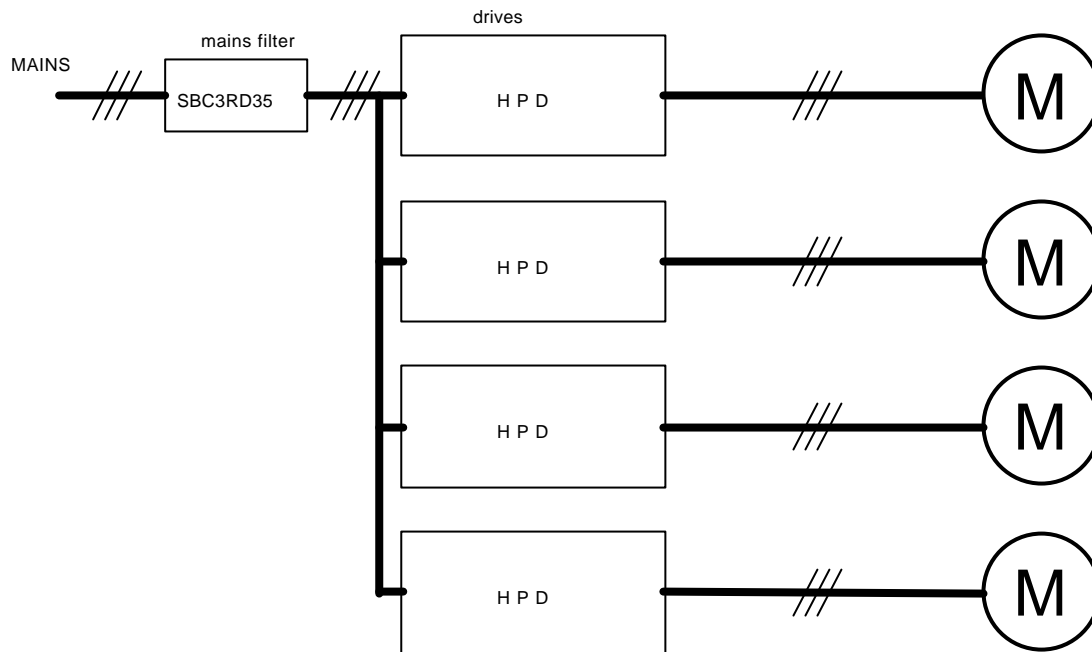 drives
mains filter
MAINS
SBC3RD35
H P D
M
H P D
M
H P D
M
H P D
M